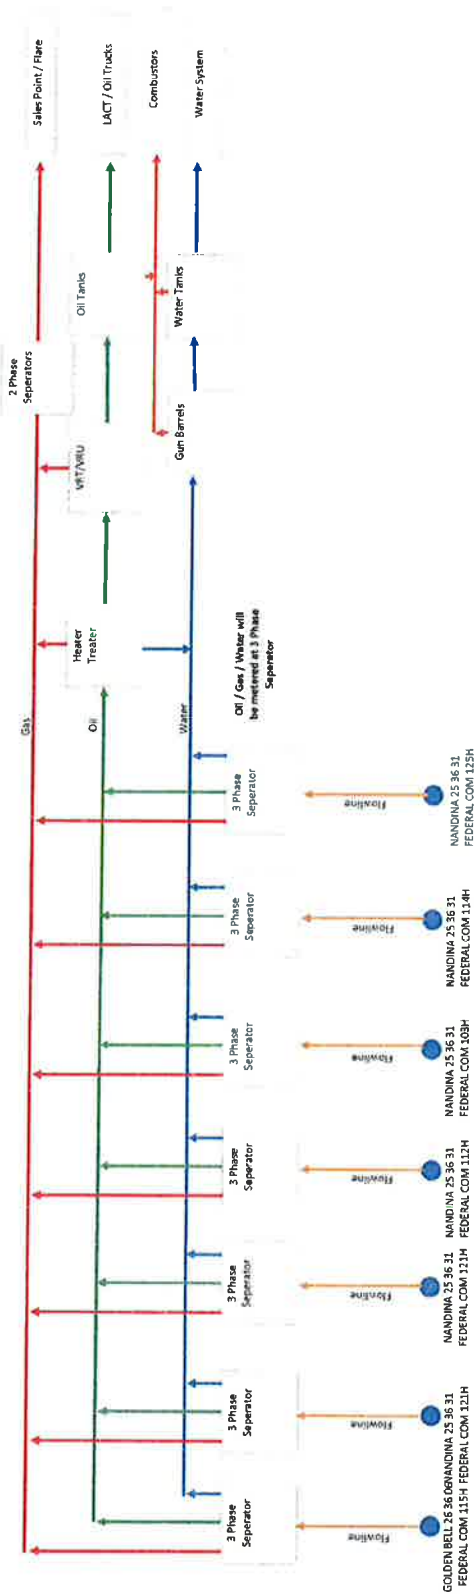 Sales Point / Flare
LACT / Oil Trucks
Combustors
Water System
2 Phase
Seperators
Oil Tanks
Water Tanks
VRT/VRU
Gun Barrels
Heater
Treater
Gas
Oil
Water
Oil / Gas / Water will
be metered at 3 Phase
Separator
3 Phase
Seperator
3 Phase
Seperator
3 Phase
Seperator
3 Phase
Seperator
3 Phase
Seperator
3 Phase
Seperator
3 Phase
Seperator
Flowline
Flowline
Flowline
Flowline
Flowline
Flowline
Flowline
GOLDEN BELL 26 36 06
FEDERAL COM 115H
NANDINA 25 36 31
FEDERAL COM 121H
NANDINA 25 36 31
FEDERAL COM 121H
NANDINA 25 36 31
FEDERAL COM 112H
NANDINA 25 36 31
FEDERAL COM 103H
NANDINA 25 36 31
FEDERAL COM 114H
NANDINA 25 36 31
FEDERAL COM 125H